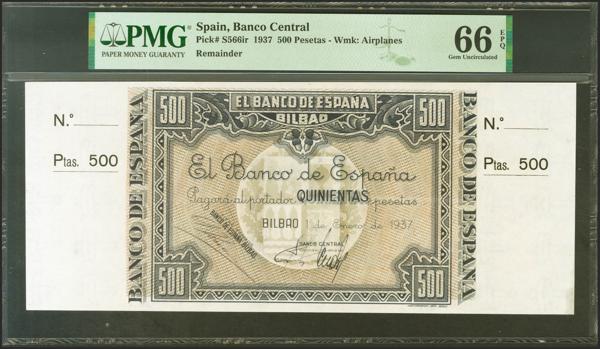 PMG
PAPER MONEY GUARANTY
Spain, Banco Central
Pick# S566ir 1937 500 Pesetas - Wmk: Airplanes
Remainder
66 EPQ
Gem Uncirculated
N.º
Ptas. 500
BANCO DE ESPAÑA
500
EL BANCO DE ESPAÑA
BILBAO
500
El Banco de España
Pagará al portador
QUINIENTAS
pesetas
BILBAO 1 de Enero de 1937
BANCO CENTRAL
500
500
BANCO DE ESPAÑA
N.º
Ptas. 500